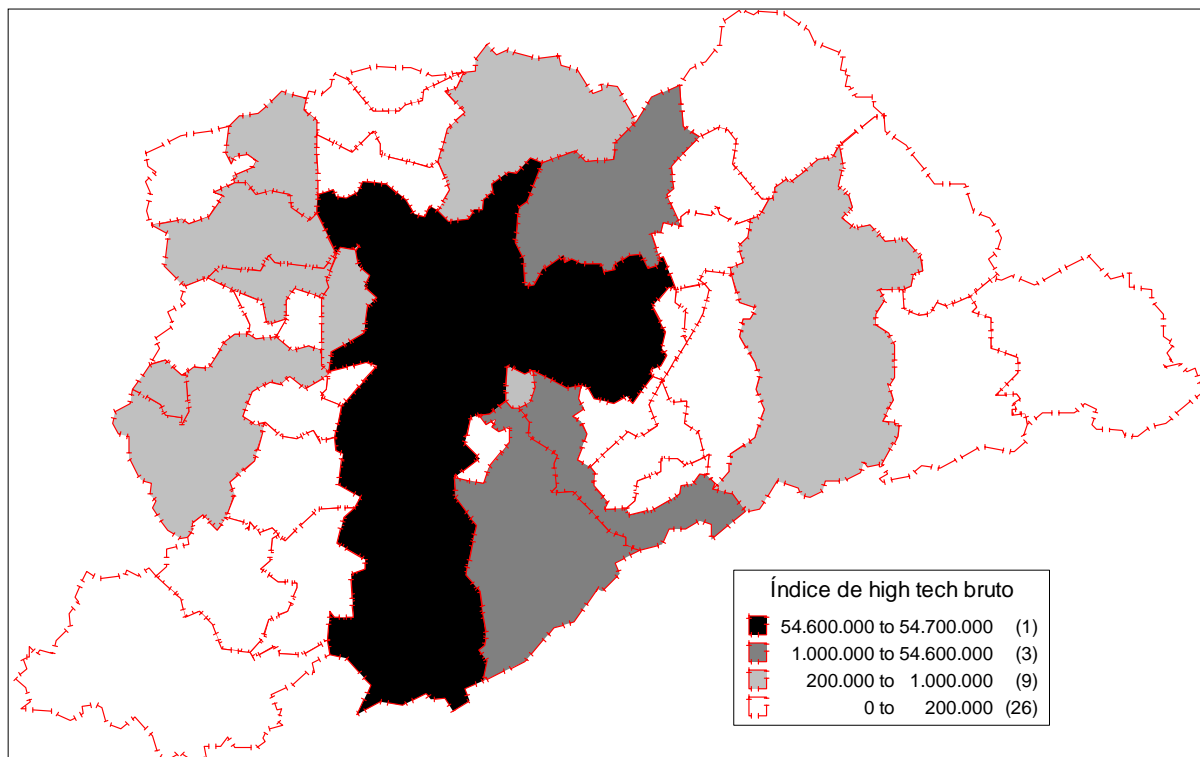 Índice de high tech bruto
54.600.000 to 54.700.000 (1)
1.000.000 to 54.600.000 (3)
200.000 to 1.000.000 (9)
0 to 200.000 (26)